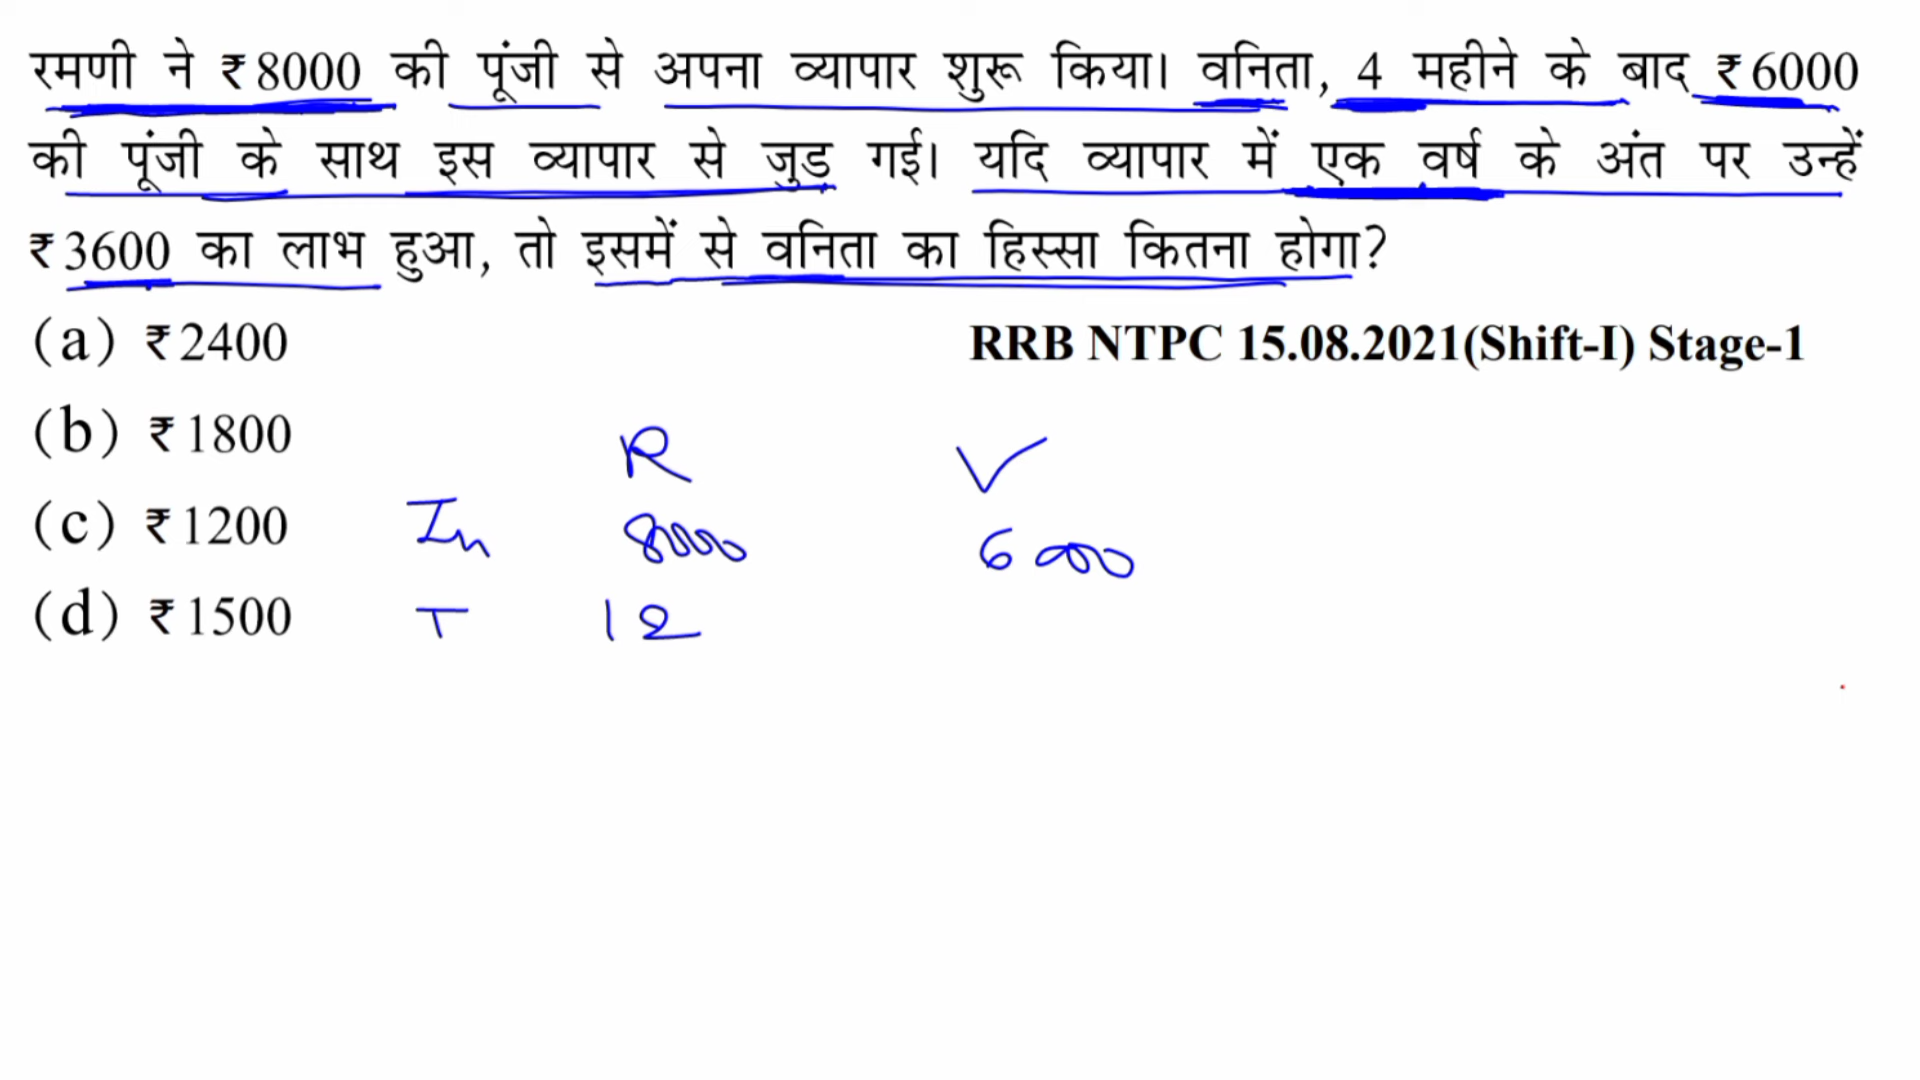 रमणी ने ₹8000 की पूंजी से अपना व्यापार शुरू किया। वनिता, 4 महीने के बाद ₹6000
की पूंजी के साथ इस व्यापार से जुड़ गई। यदि व्यापार में एक वर्ष के अंत पर उन्हें
₹3600 का लाभ हुआ, तो इसमें से वनिता का हिस्सा कितना होगा?
(a) ₹2400 RRB NTPC 15.08.2021(Shift-I) Stage-1
(b) ₹1800
R V
(c) ₹1200 In 8000 6000
(d) ₹1500 T 12